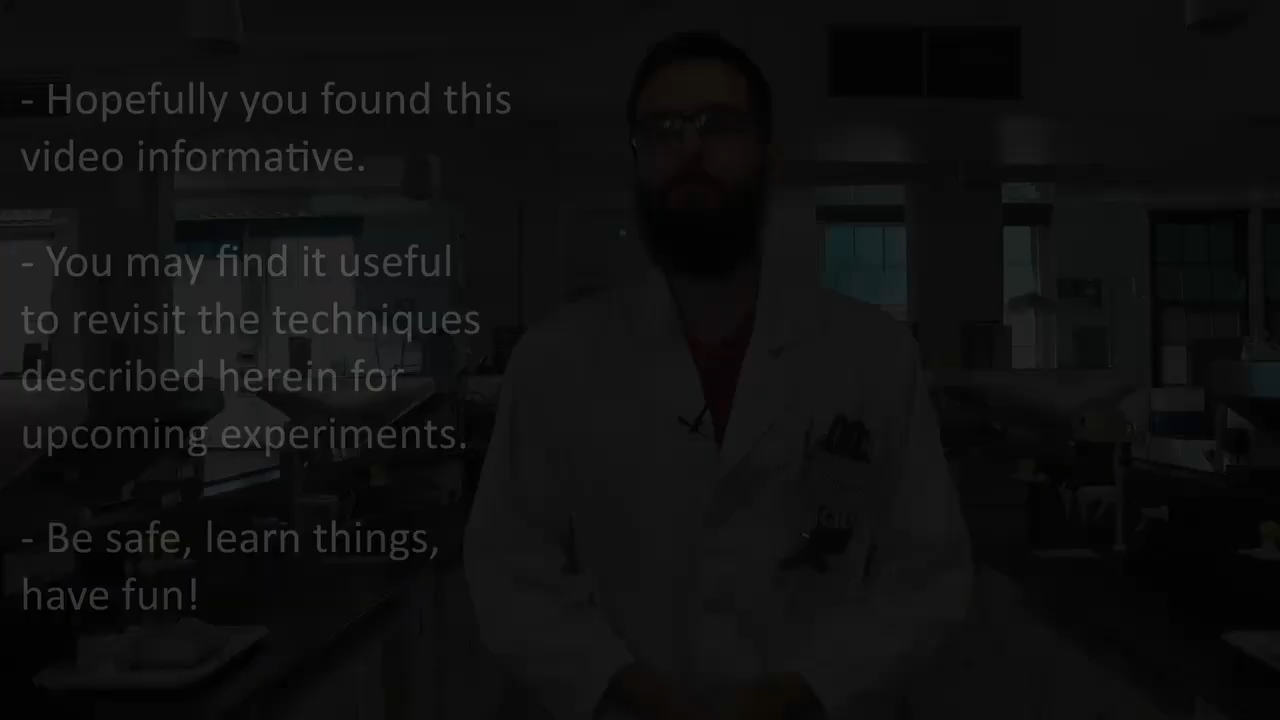 - Hopefully you found this
video informative.
- You may find it useful
to revisit the techniques
described herein for
upcoming experiments.
- Be safe, learn things,
have fun!